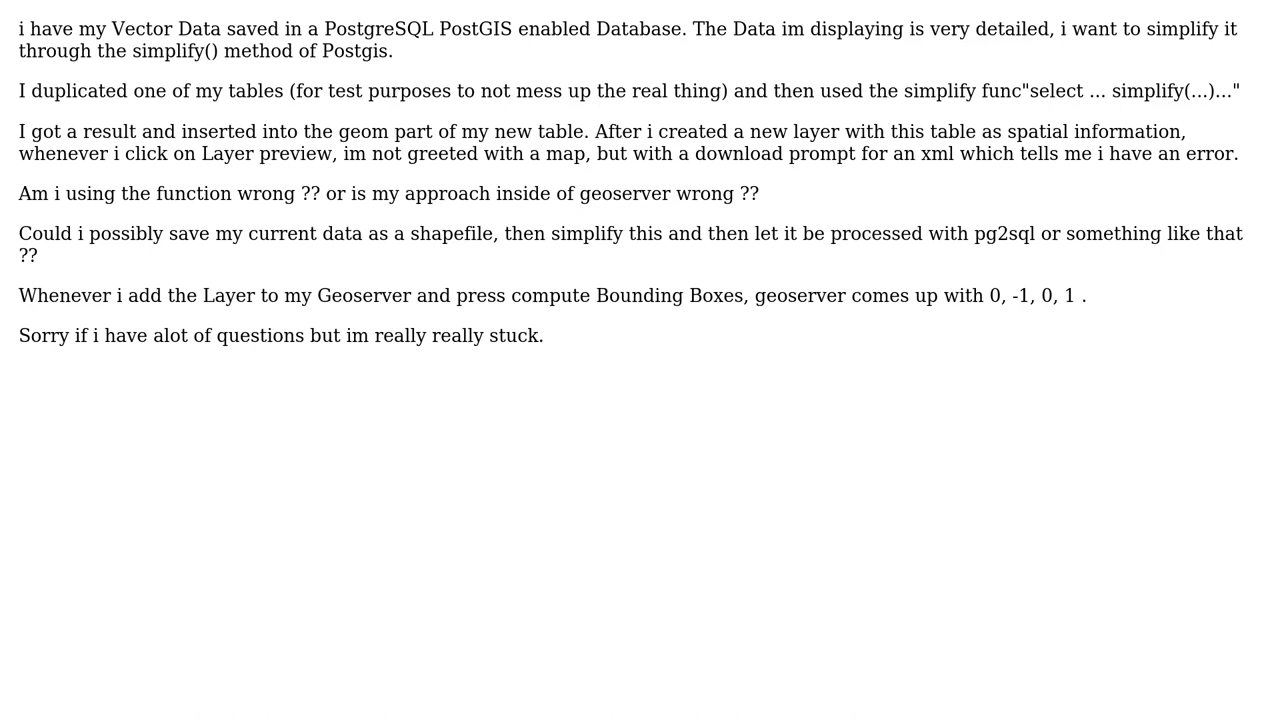 i have my Vector Data saved in a PostgreSQL PostGIS enabled Database. The Data im displaying is very detailed, i want to simplify it
through the simplify() method of Postgis.
I duplicated one of my tables (for test purposes to not mess up the real thing) and then used the simplify func"select ... simplify(...)..."
I got a result and inserted into the geom part of my new table. After i created a new layer with this table as spatial information,
whenever i click on Layer preview, im not greeted with a map, but with a download prompt for an xml which tells me i have an error.
Am i using the function wrong ?? or is my approach inside of geoserver wrong ??
Could i possibly save my current data as a shapefile, then simplify this and then let it be processed with pg2sql or something like that
??
Whenever i add the Layer to my Geoserver and press compute Bounding Boxes, geoserver comes up with 0, -1, 0, 1 .
Sorry if i have alot of questions but im really really stuck.